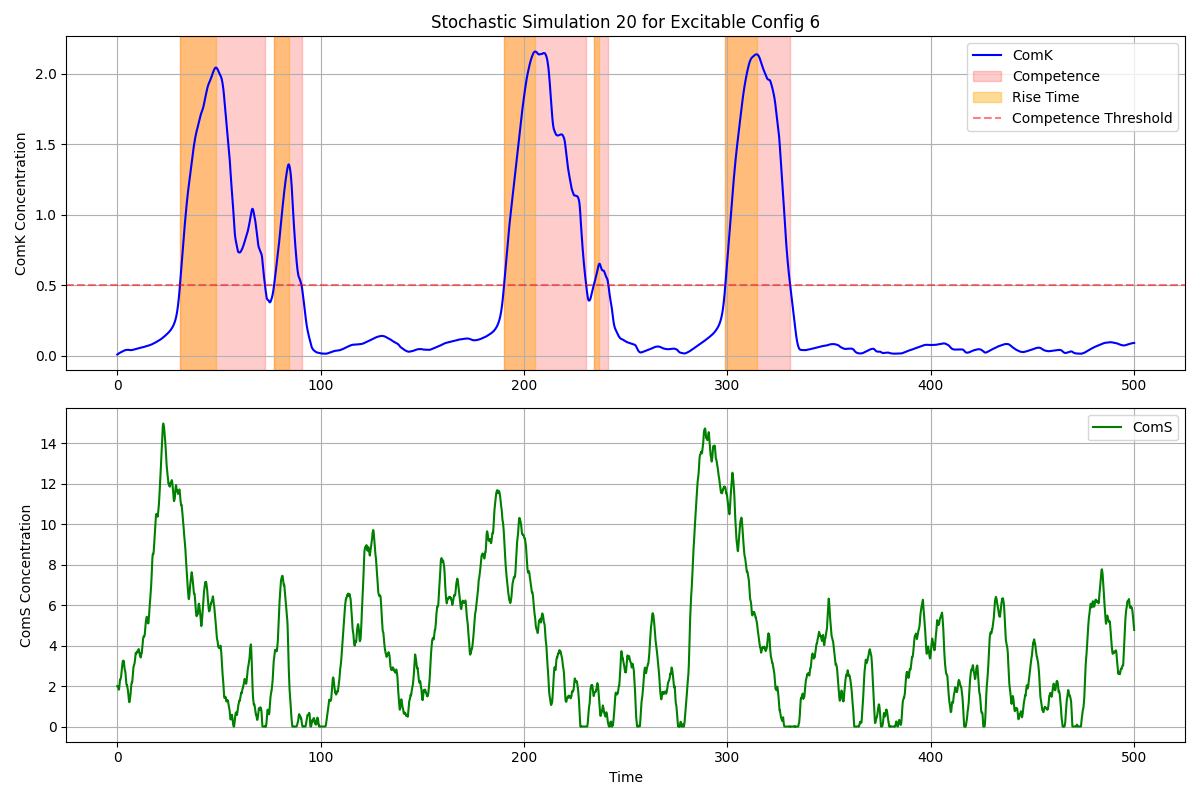 Stochastic Simulation 20 for Excitable Config 6
ComK Concentration
2.0
1.5
1.0
0.5
0.0
ComK
Competence
Rise Time
Competence Threshold
0 100 200 300 400 500
ComS Concentration
14
12
10
8
6
4
2
0
ComS
0 100 200 300 400 500
Time